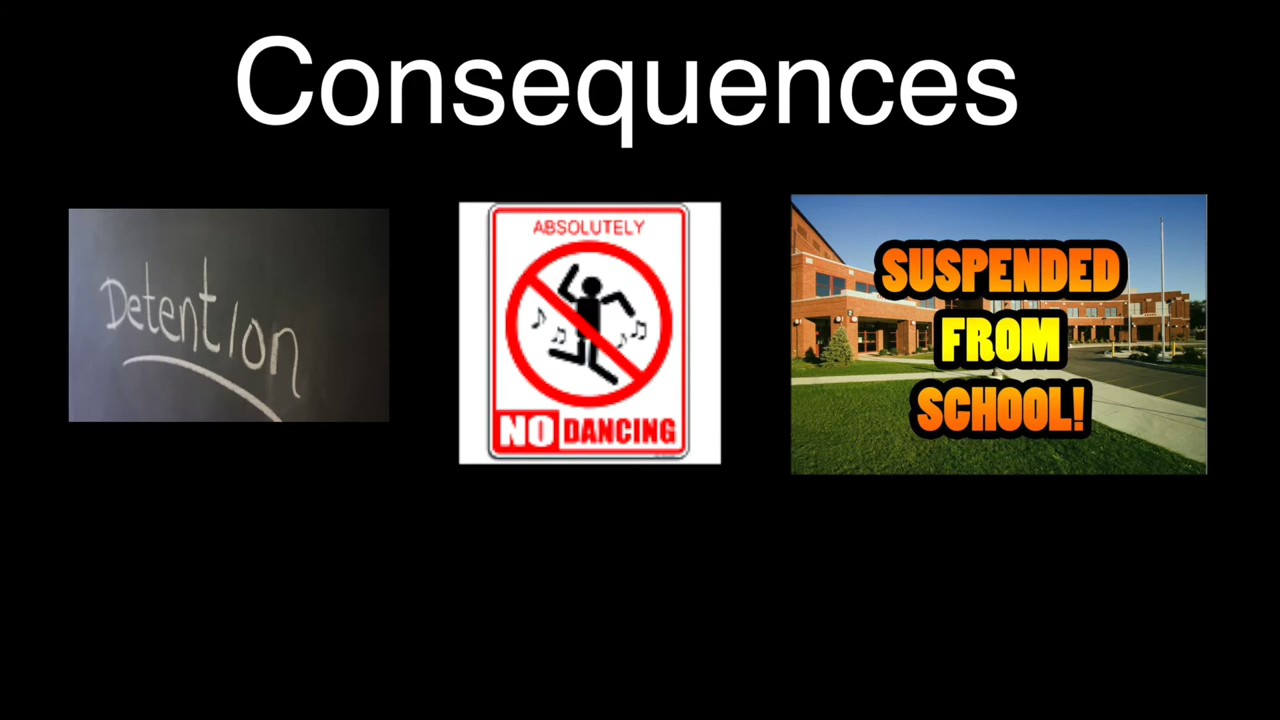 Consequences
Detention
ABSOLUTELY
NO DANCING
SUSPENDED
FROM
SCHOOL!